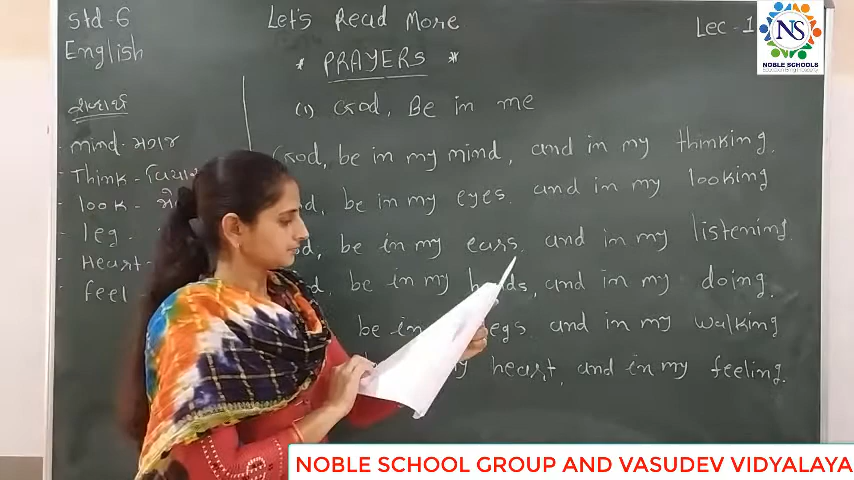 Std-6
English
Let's Read More
Lec-1
* PRAYERS *
શબ્દાર્થ
mind - મગજ
Think -
look -
leg -
Heart -
feel
(1) God, Be in me
God, be in my mind, and in my thinking.
be in my eyes. and in my looking
be in my ears. and in my listening.
be in my and in my doing.
be in and in my walking
heart, and in my feeling.
NS
NOBLE SCHOOLS
NOBLE SCHOOL GROUP AND VASUDEV VIDYALAYA